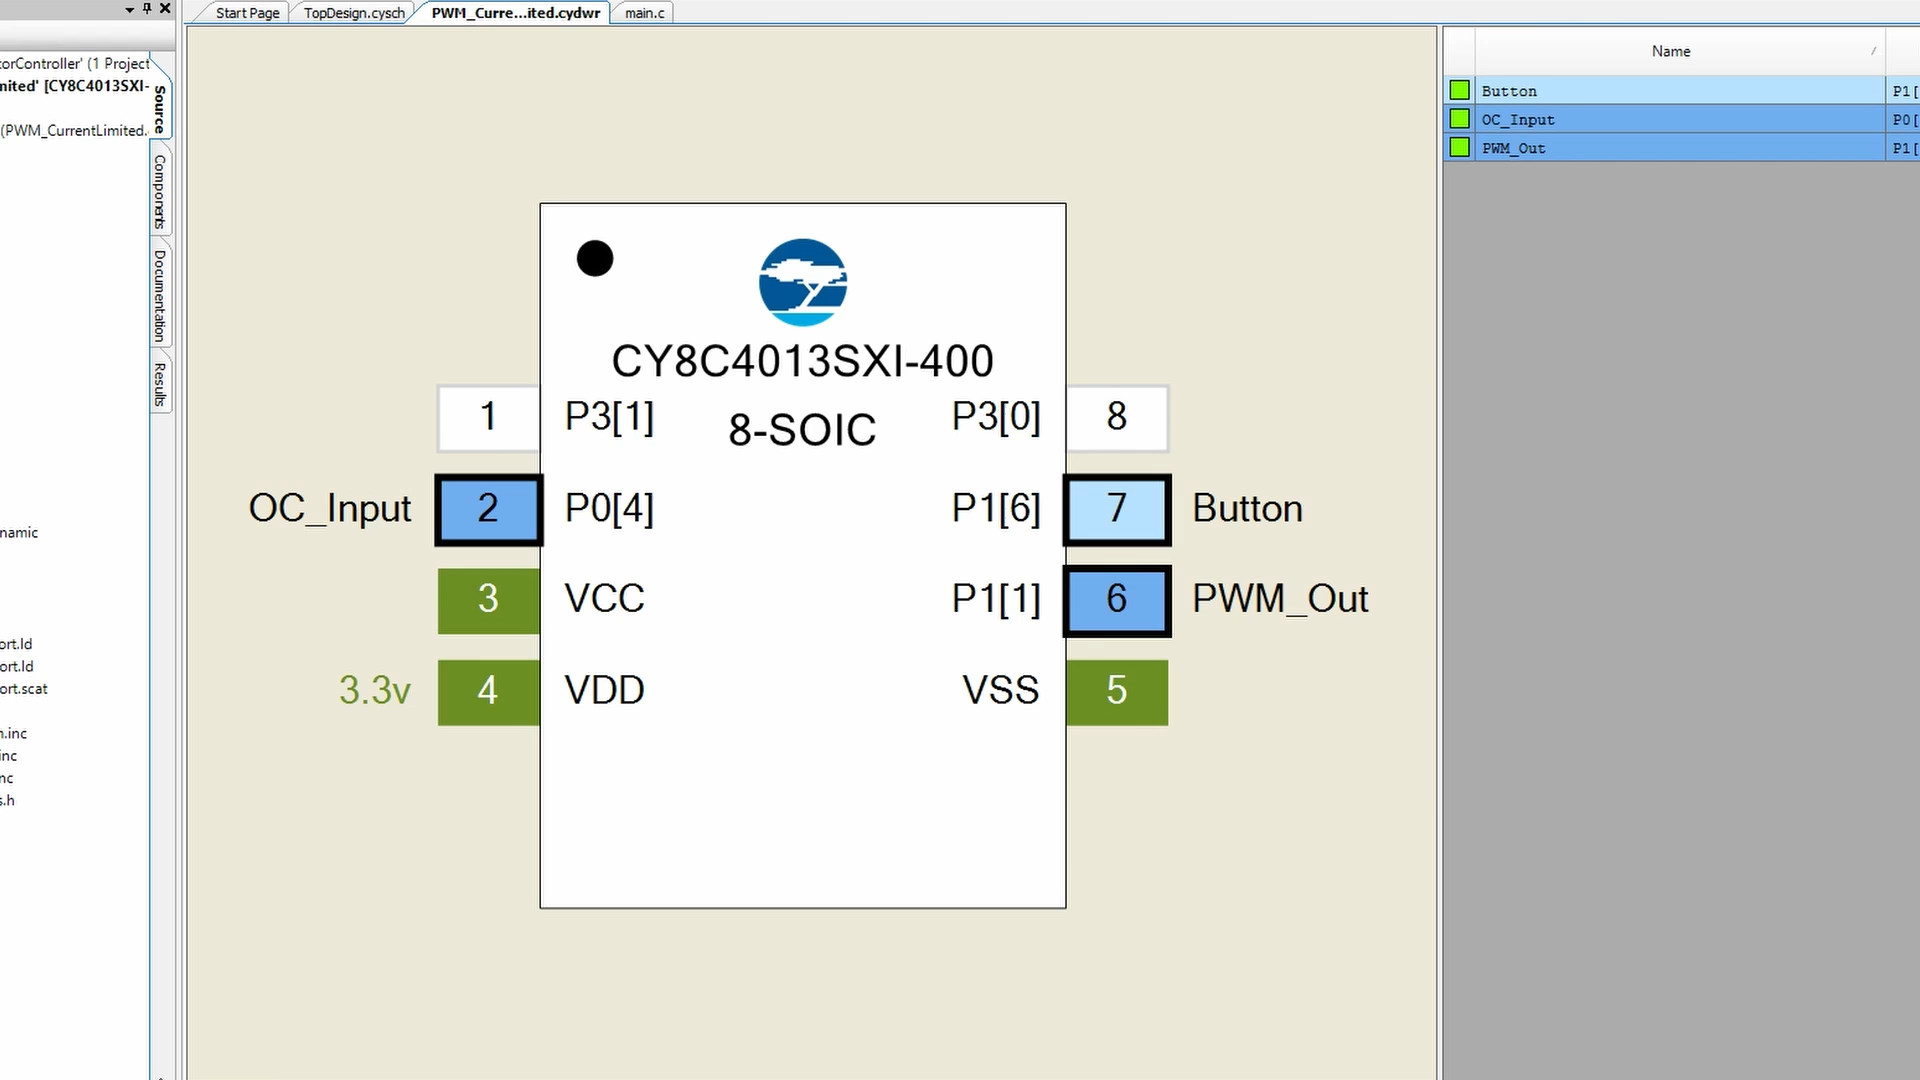 Start Page
TopDesign.cysch
PWM_Curre...ited.cydwr
main.c
orController' (1 Project
nited' [CY8C4013SXI-
(PWM_CurrentLimited.
namic
ort.ld
ort.ld
ort.scat
n.inc
inc
nc
s.h
Source
Components
Documentation
Results
CY8C4013SXI-400
8-SOIC
1 P3[1] P3[0] 8
OC_Input 2 P0[4] P1[6] 7 Button
3 VCC P1[1] 6 PWM_Out
3.3v 4 VDD VSS 5
Name
Button P1[
OC_Input P0[
PWM_Out P1[